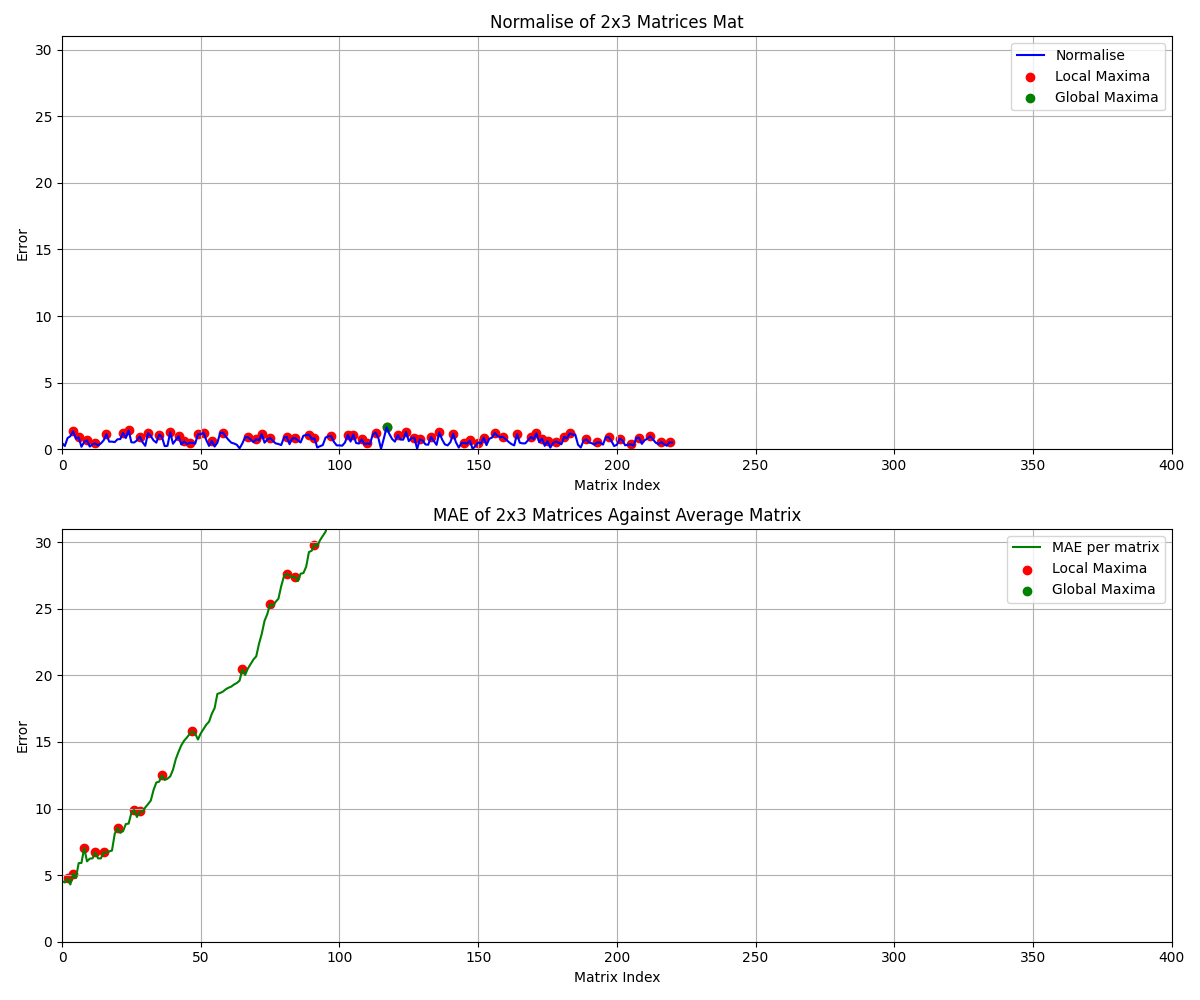 Normalise of 2x3 Matrices Mat
30
25
20
15
10
5
0
Error
Normalise
Local Maxima
Global Maxima
0 50 100 150 200 250 300 350 400
Matrix Index
MAE of 2x3 Matrices Against Average Matrix
30
25
20
15
10
5
0
Error
MAE per matrix
Local Maxima
Global Maxima
0 50 100 150 200 250 300 350 400
Matrix Index